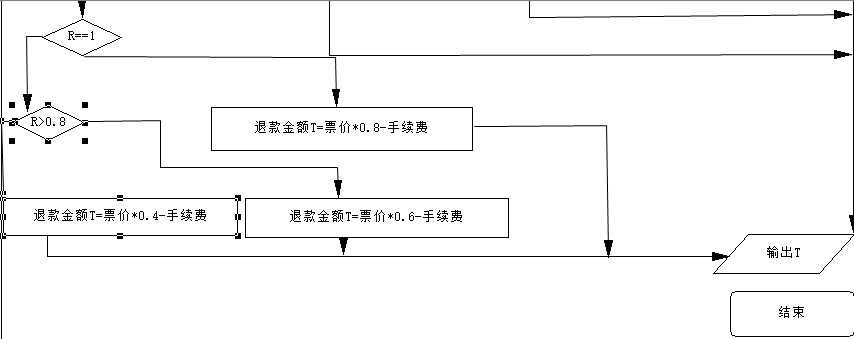 R==1
R>0.8
退款金额T=票价*0.8-手续费
退款金额T=票价*0.4-手续费
退款金额T=票价*0.6-手续费
输出T
结束